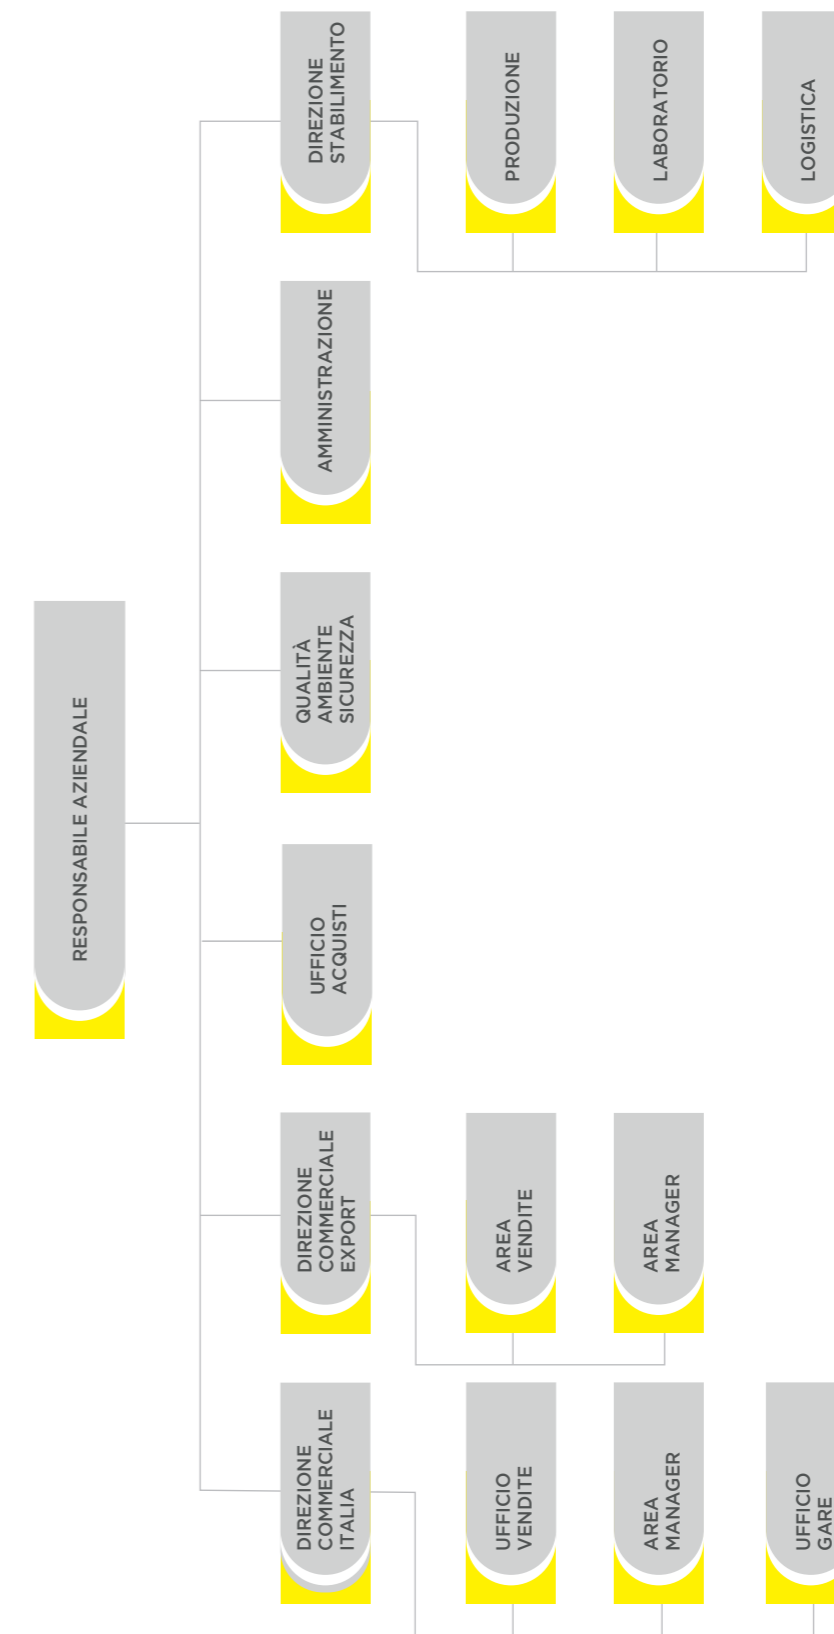 RESPONSABILE AZIENDALE
DIREZIONE
COMMERCIALE
ITALIA
UFFICIO
VENDITE
AREA
MANAGER
UFFICIO
GARE
DIREZIONE
COMMERCIALE
EXPORT
AREA
VENDITE
AREA
MANAGER
UFFICIO
ACQUISTI
QUALITÀ
AMBIENTE
SICUREZZA
AMMINISTRAZIONE
DIREZIONE
STABILIMENTO
PRODUZIONE
LABORATORIO
LOGISTICA